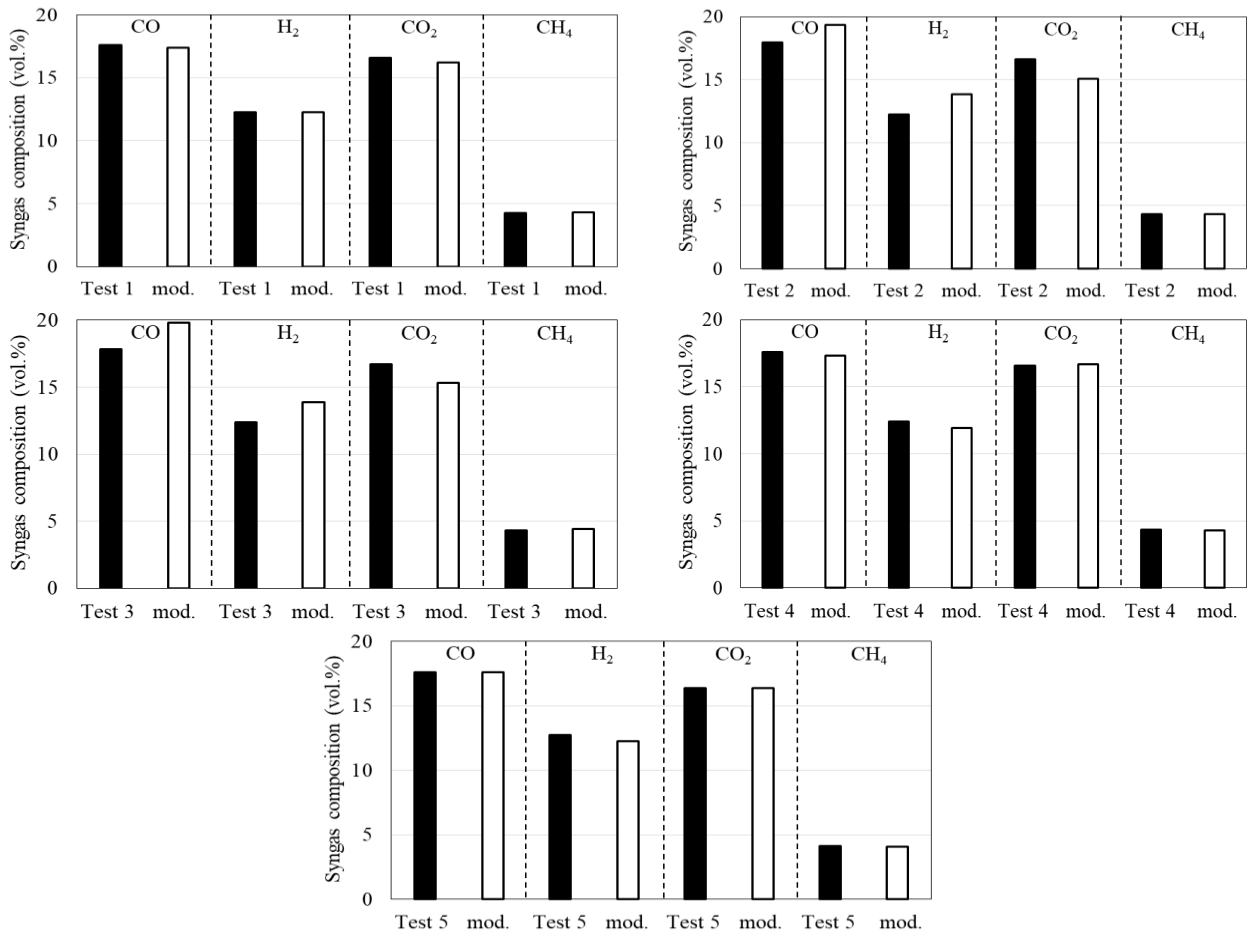 Syngas composition (vol.%)
20
15
10
5
0
CO H₂ CO₂ CH₄
Test 1 mod. Test 1 mod. Test 1 mod. Test 1 mod.
Syngas composition (vol.%)
20
15
10
5
0
CO H₂ CO₂ CH₄
Test 2 mod. Test 2 mod. Test 2 mod. Test 2 mod.
Syngas composition (vol.%)
20
15
10
5
0
CO H₂ CO₂ CH₄
Test 3 mod. Test 3 mod. Test 3 mod. Test 3 mod.
Syngas composition (vol.%)
20
15
10
5
0
CO H₂ CO₂ CH₄
Test 4 mod. Test 4 mod. Test 4 mod. Test 4 mod.
Syngas composition (vol.%)
20
15
10
5
0
CO H₂ CO₂ CH₄
Test 5 mod. Test 5 mod. Test 5 mod. Test 5 mod.